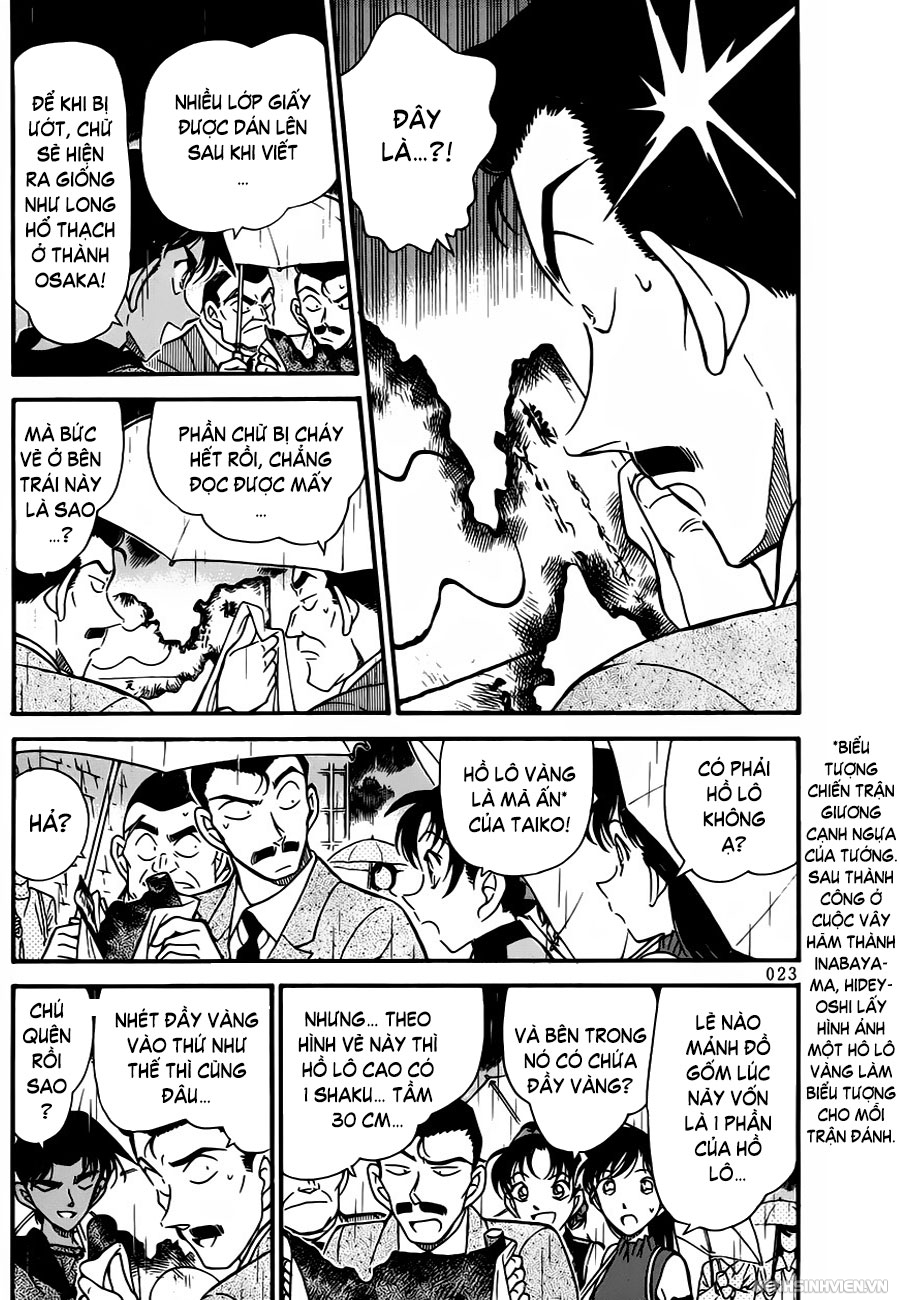 ĐÂY
LÀ...?!
NHIỀU LỚP GIẤY
ĐƯỢC DÁN LÊN
SAU KHI VIẾT
...
ĐỂ KHI BỊ
ƯỚT, CHỮ
SẼ HIỆN
RA GIỐNG
NHƯ LONG
HỔ THẠCH
Ở THÀNH
OSAKA!
PHẦN CHỮ BỊ CHÁY
HẾT RỒI, CHẲNG
ĐỌC ĐƯỢC MẤY
...
MÀ BỨC
VẼ Ở BÊN
TRÁI NÀY
LÀ SAO
...?
CÓ PHẢI
HỒ LÔ
KHÔNG
Ạ?
HỒ LÔ VÀNG
LÀ MÃ ẤN*
CỦA TAIKO!
HẢ?
*BIỂU
TƯỢNG
CHIẾN TRẬN
GIƯƠNG
CẠNH NGỰA
CỦA TƯỚNG.
SAU THÀNH
CÔNG Ở
CUỘC VÂY
HÃM THÀNH
INABAYA-
MA, HIDEY-
OSHI LẤY
HÌNH ẢNH
MỘT HỒ LÔ
VÀNG LÀM
BIỂU TƯỢNG
CHO MỖI
TRẬN ĐÁNH.
023
LẼ NÀO
MẢNH ĐỒ
GỐM LÚC
NÀY VỐN
LÀ 1 PHẦN
CỦA HỒ
LÔ...
VÀ BÊN TRONG
NÓ CÓ CHỨA
ĐẦY VÀNG?
NHƯNG... THEO
HÌNH VẼ NÀY THÌ
HỒ LÔ CAO CÓ
1 SHAKU... TẦM
30 CM...
NHÉT ĐẦY VÀNG
VÀO THỨ NHƯ
THẾ THÌ CŨNG
ĐÂU...
CHÚ
QUÊN
RỒI
SAO
?